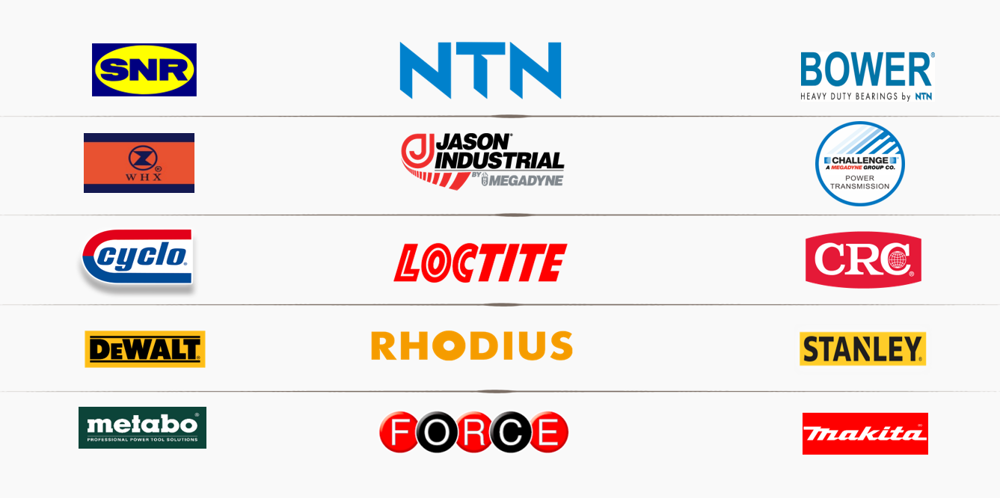 SNR
NTN
BOWER®
HEAVY DUTY BEARINGS by NTN
Z®
WHX
JASON™
INDUSTRIAL
BY MEGADYNE
CHALLENGE
A MEGADYNE GROUP CO.
POWER
TRANSMISSION
cyclo®
LOCTITE
CRC®
DEWALT®
RHODIUS
STANLEY®
metabo®
PROFESSIONAL POWER TOOL SOLUTIONS
FORCE
makita